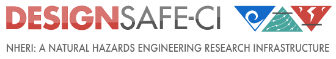 DESIGNSAFE-CI
NHERI: A NATURAL HAZARDS ENGINEERING RESEARCH INFRASTRUCTURE